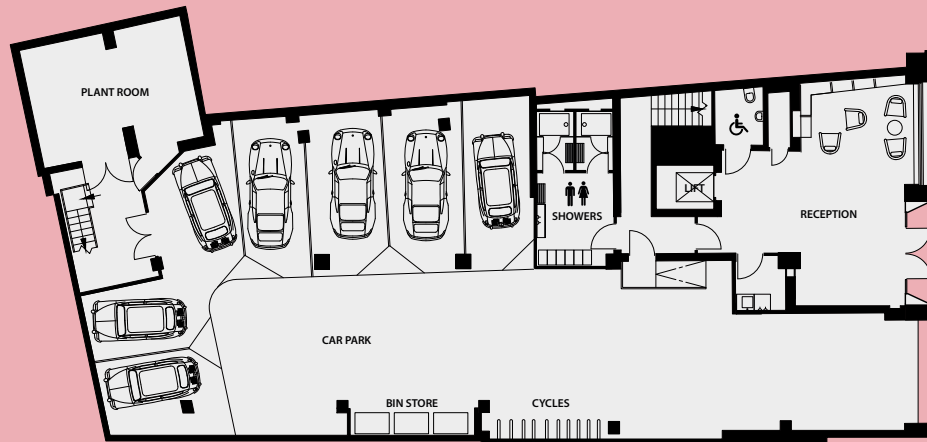 PLANT ROOM
LIFT
SHOWERS
RECEPTION
CAR PARK
BIN STORE
CYCLES